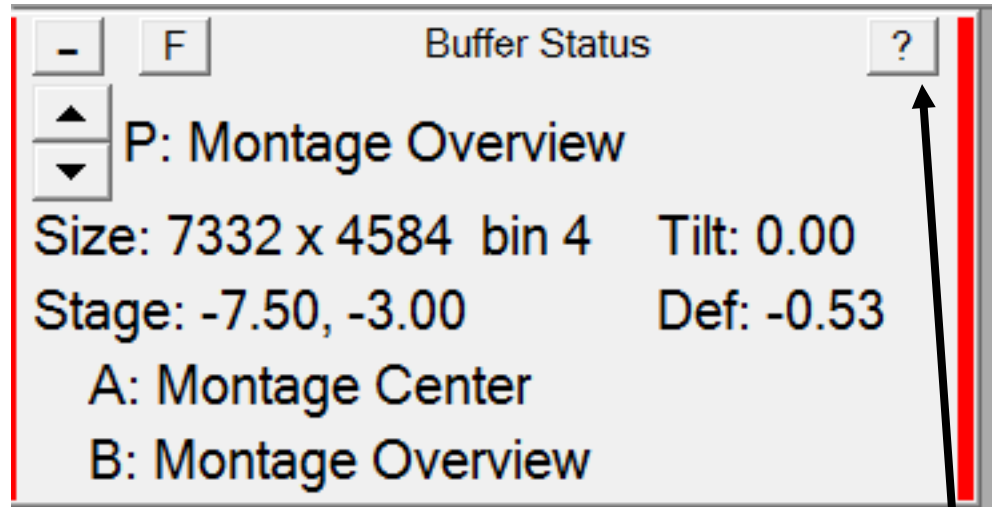 - F Buffer Status ?
P: Montage Overview
Size: 7332 x 4584 bin 4 Tilt: 0.00
Stage: -7.50, -3.00 Def: -0.53
A: Montage Center
B: Montage Overview